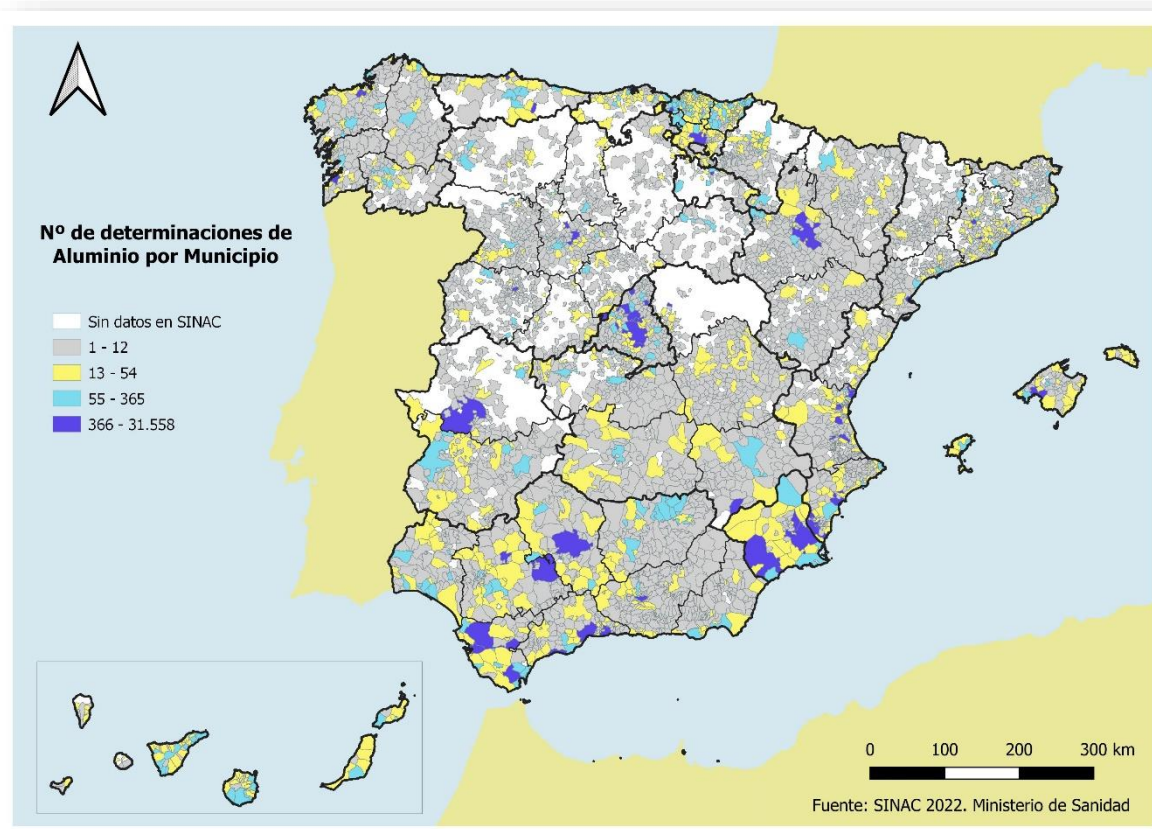 Nº de determinaciones de
Aluminio por Municipio
Sin datos en SINAC
1 - 12
13 - 54
55 - 365
366 - 31.558
0 100 200 300 km
Fuente: SINAC 2022. Ministerio de Sanidad